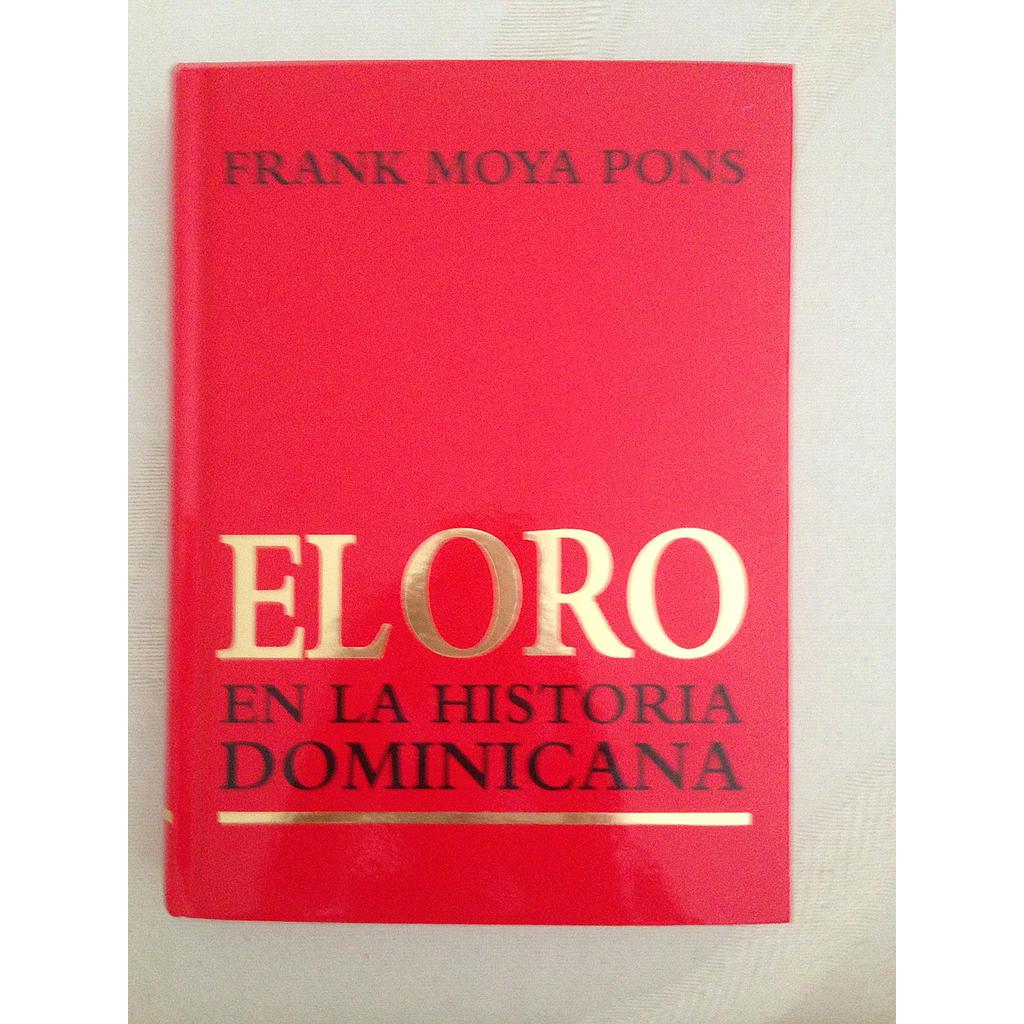 FRANK MOYA PONS
EL ORO
EN LA HISTORIA
DOMINICANA